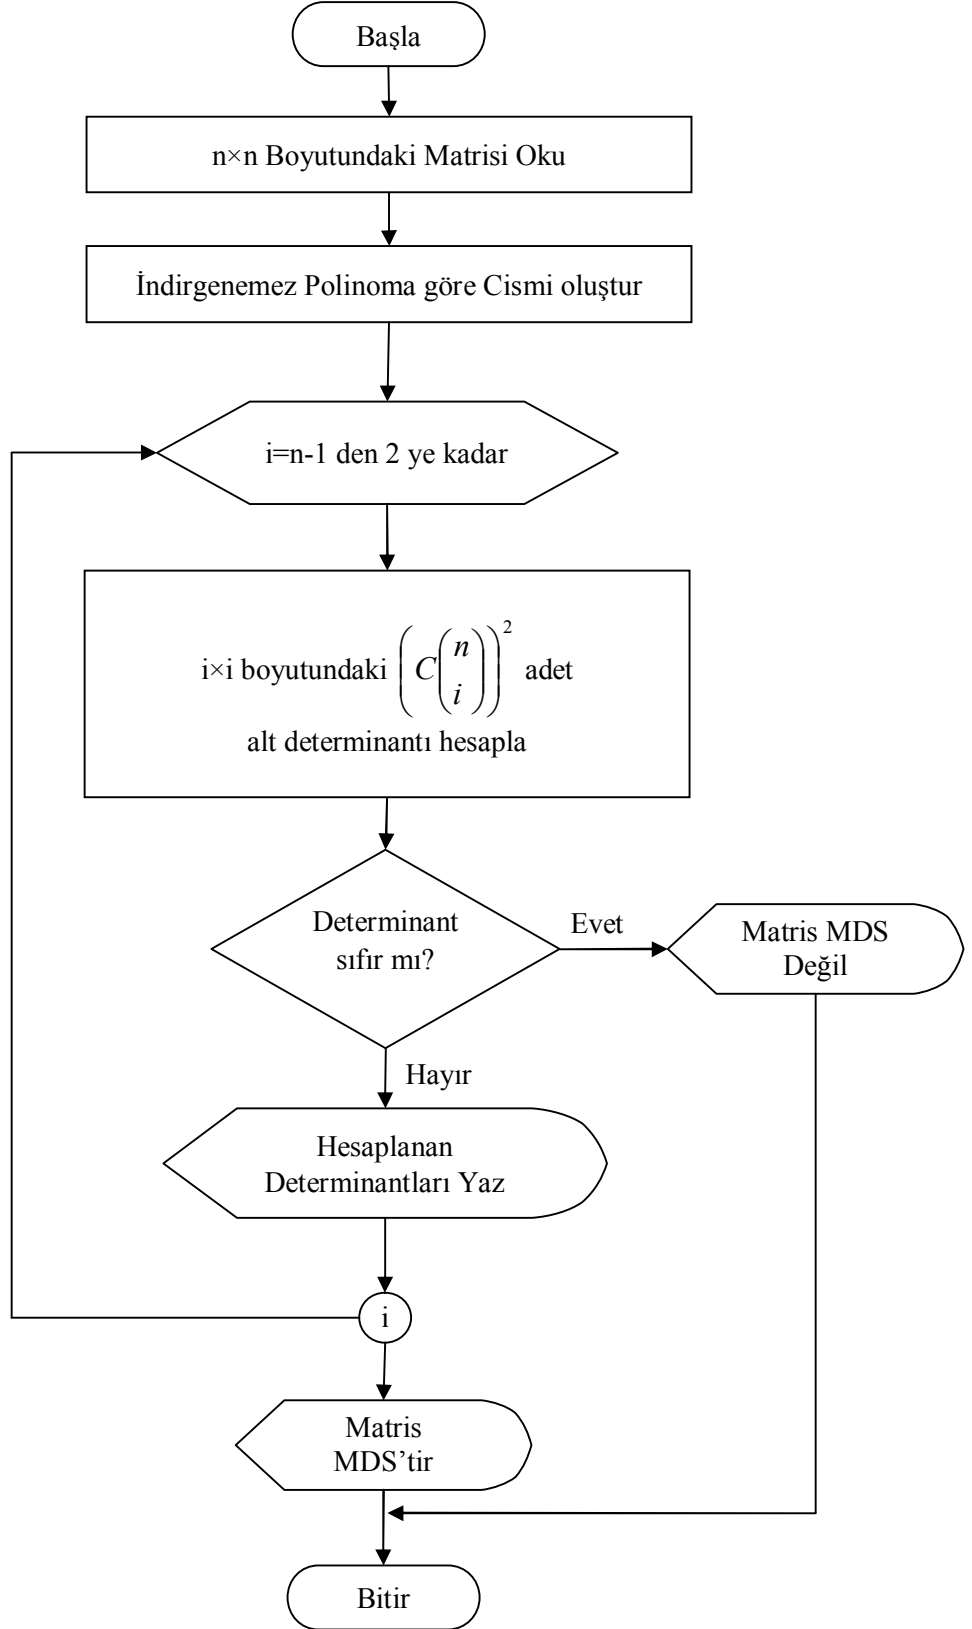 Başla
n×n Boyutundaki Matrisi Oku
İndirgenemez Polinoma göre Cismi oluştur
i=n-1 den 2 ye kadar
i×i boyutundaki (C(n i))² adet
alt determinantı hesapla
Determinant
sıfır mı?
Evet
Matris MDS
Değil
Hayır
Hesaplanan
Determinantları Yaz
i
Matris
MDS’tir
Bitir